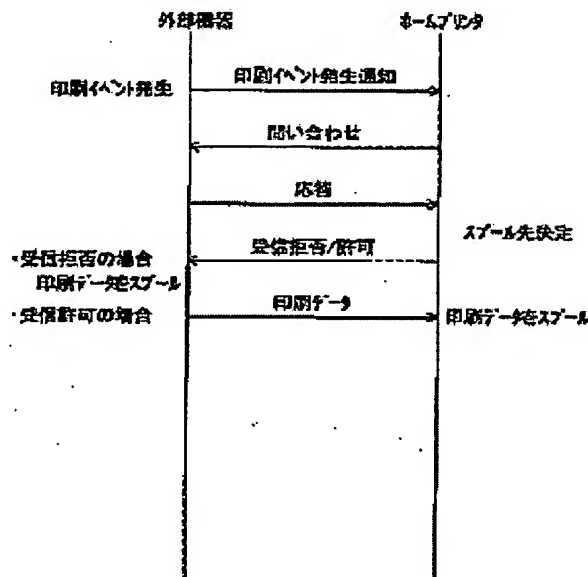 外部機器
ホームプリンタ
印刷イベント発生
印刷イベント発生通知
問い合わせ
応答
スプール先決定
受信拒否/許可
・受信拒否の場合
印刷データをスプール
・受信許可の場合
印刷データ
印刷データをスプール